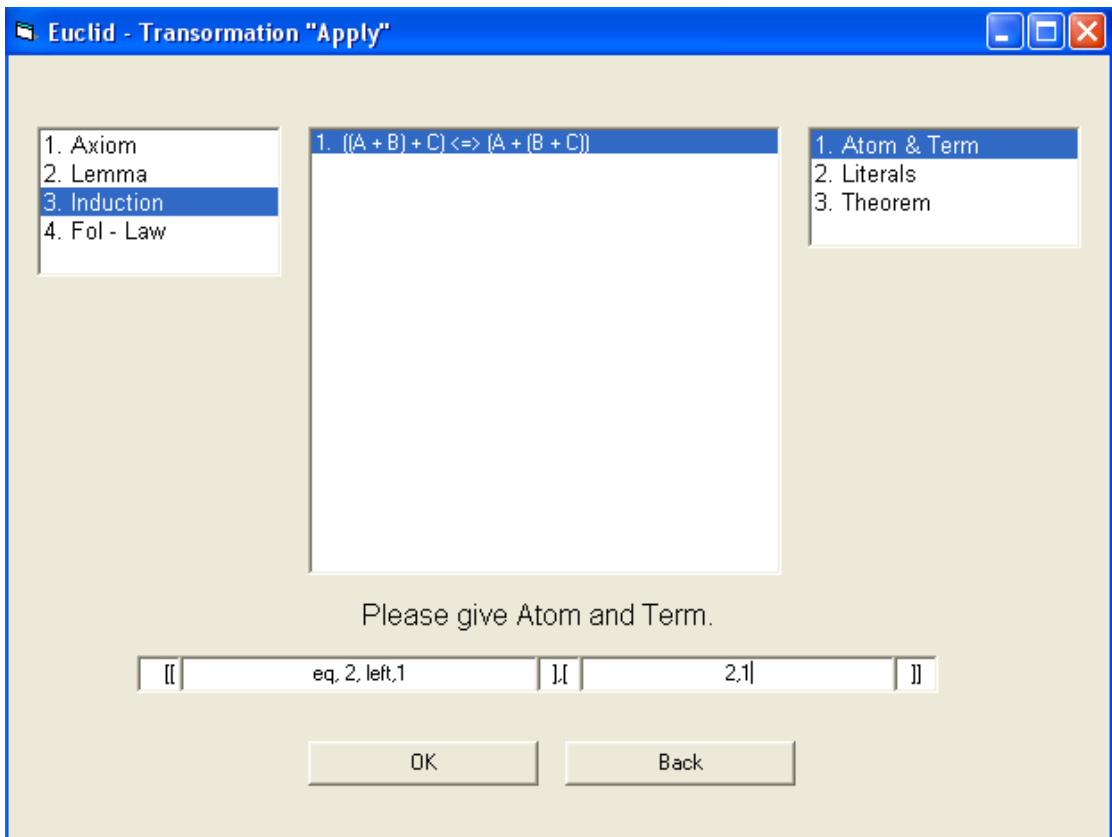 Euclid - Transormation "Apply"
1. Axiom
2. Lemma
3. Induction
4. Fol - Law
1. ((A + B) + C) <=> (A + (B + C))
1. Atom & Term
2. Literals
3. Theorem
Please give Atom and Term.
[[ eq, 2, left,1 ],[ 2,1 ]]
OK Back